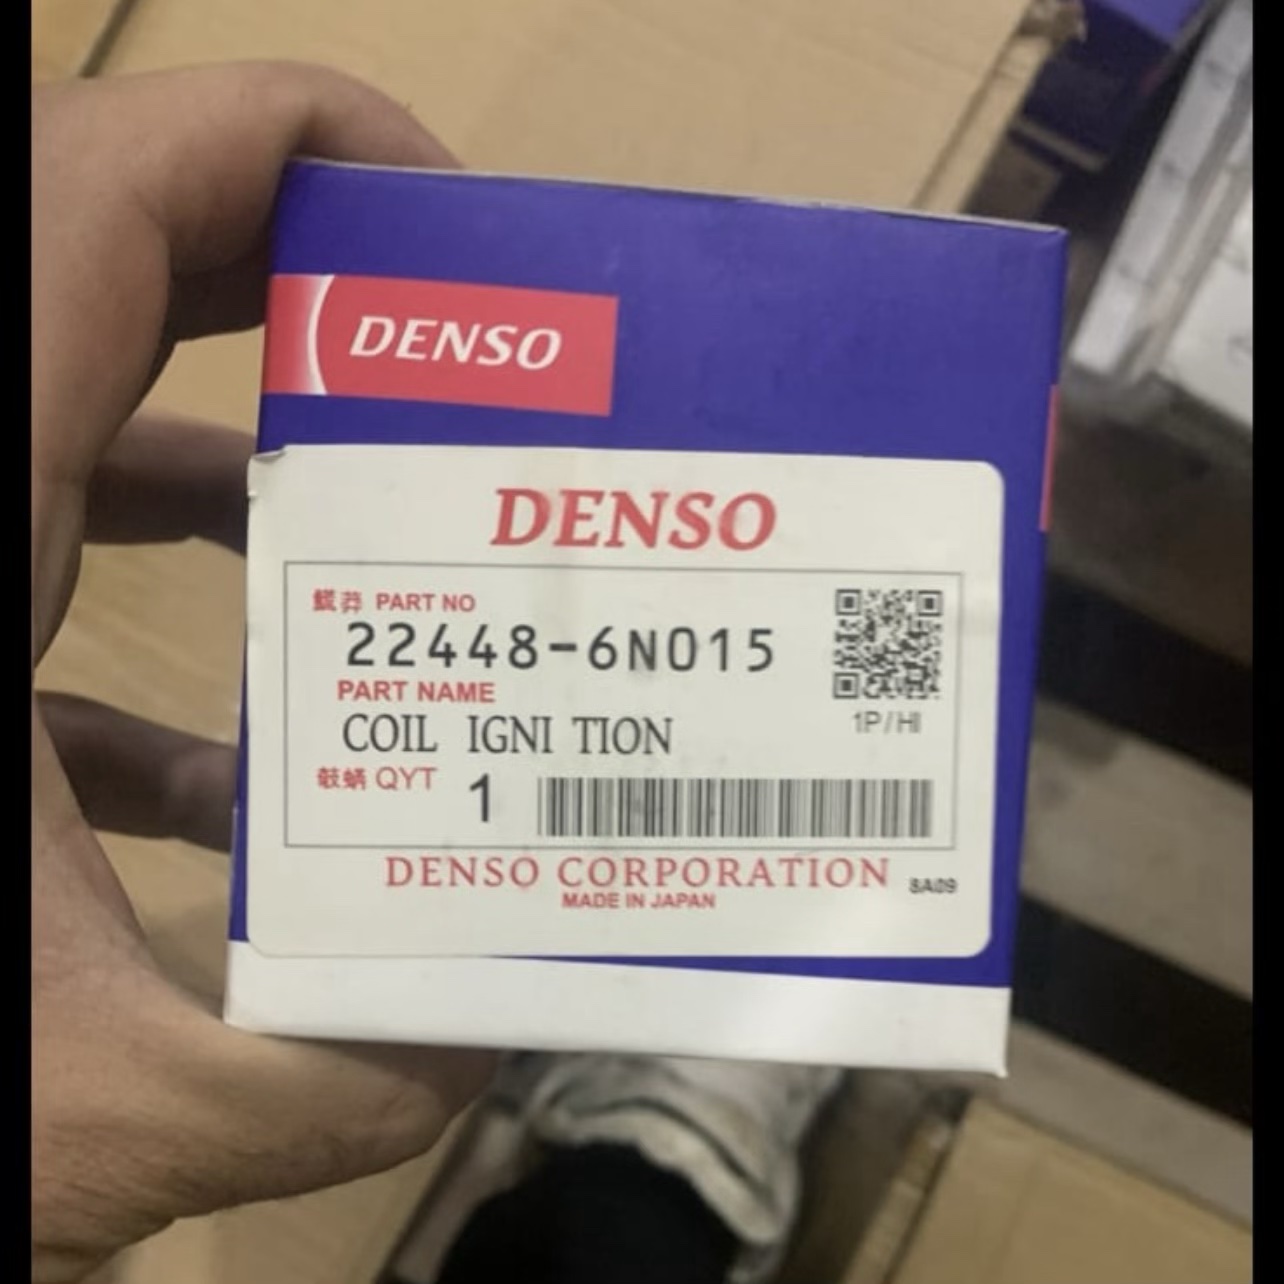 DENSO
DENSO
PART NO
22448-6N015
PART NAME
COIL IGNI TION
1P/HI
QYT 1
DENSO CORPORATION
8A09
MADE IN JAPAN